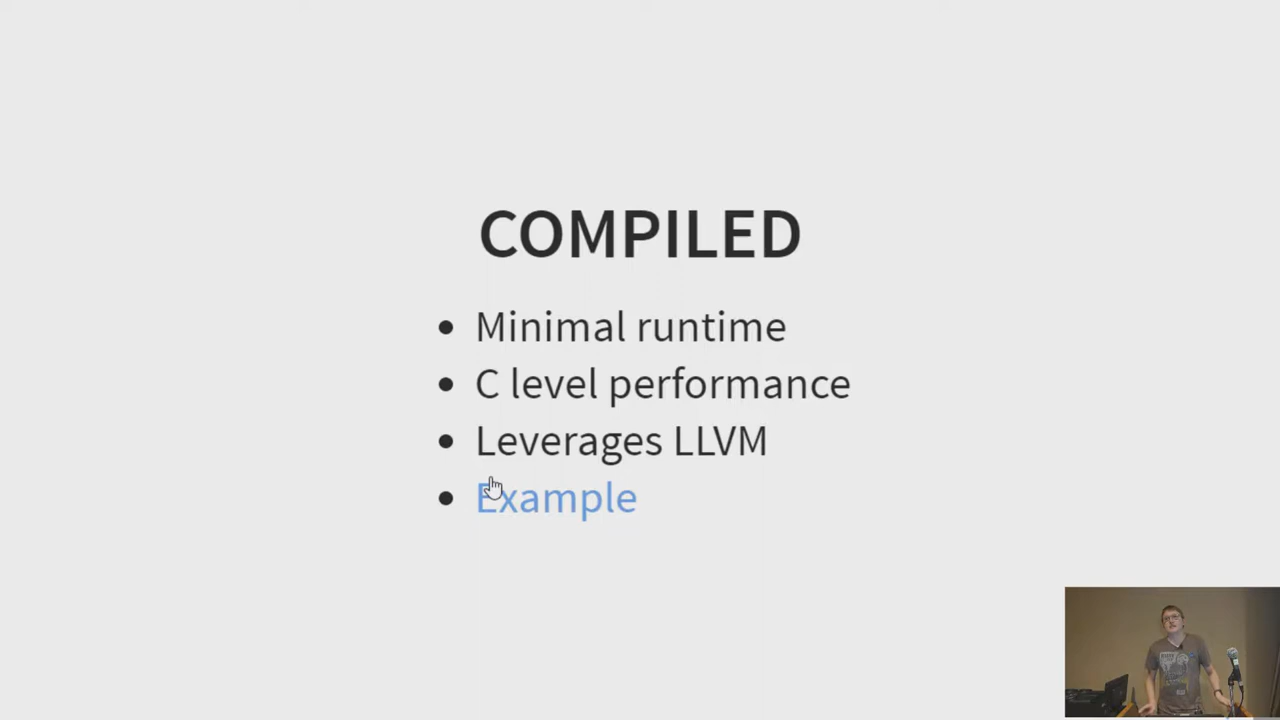 COMPILED
Minimal runtime
C level performance
Leverages LLVM
Example